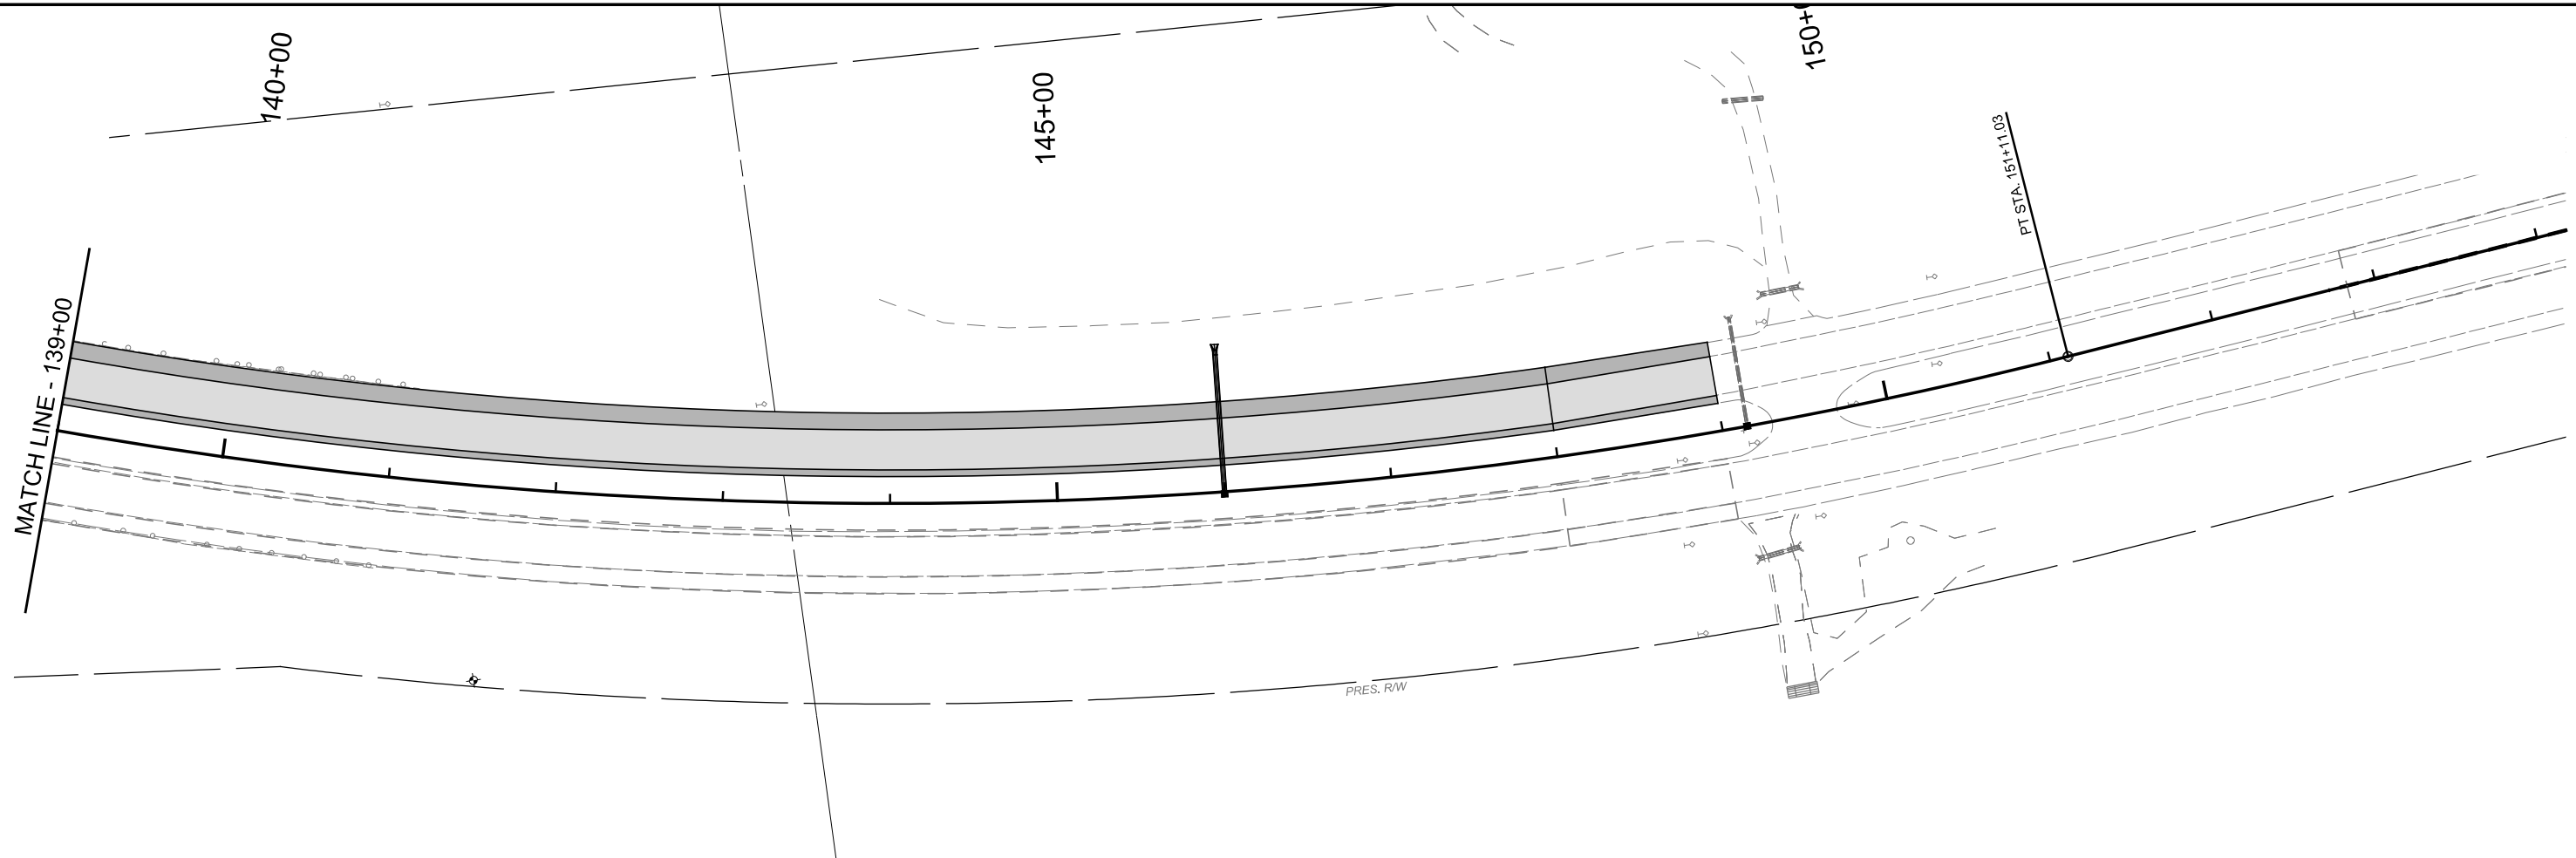 140+00
145+00
150+
PT STA. 151+11.03
MATCH LINE - 139+00
PRES. R/W